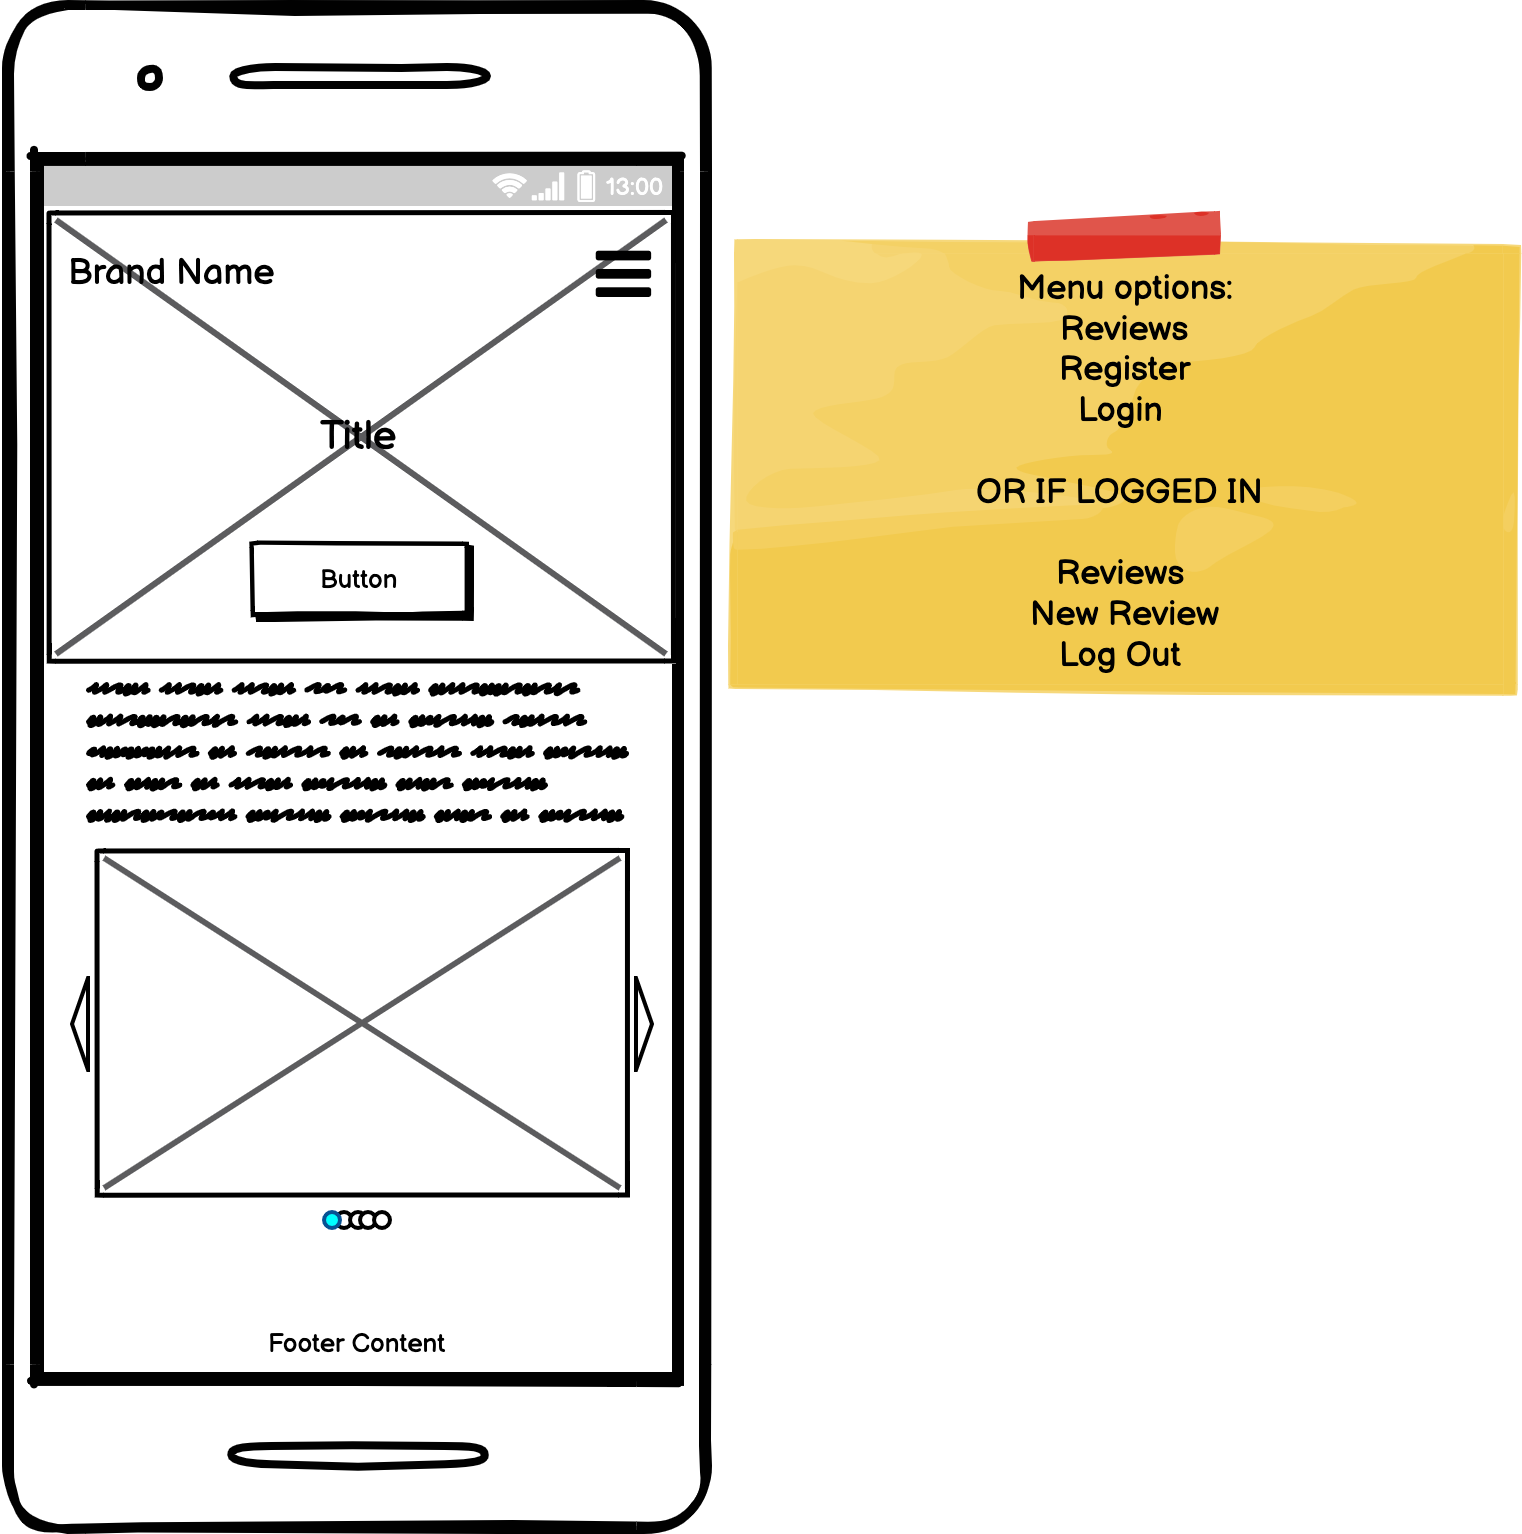 13:00
Brand Name
Title
Button
Footer Content
Menu options:
Reviews
Register
Login
OR IF LOGGED IN
Reviews
New Review
Log Out